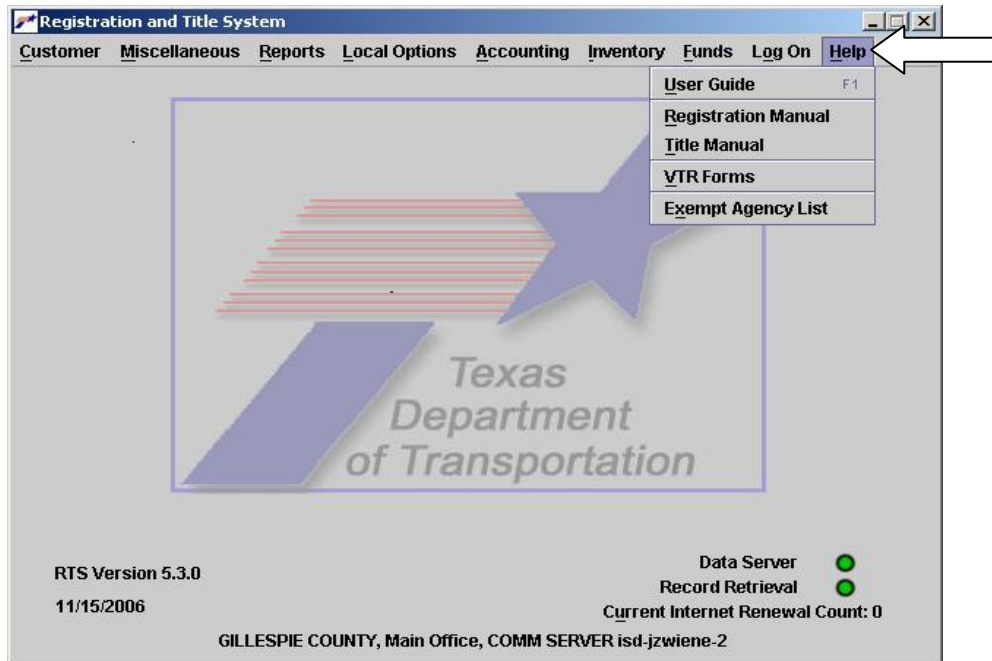 Registration and Title System
Customer Miscellaneous Reports Local Options Accounting Inventory Funds Log On Help
User Guide F1
Registration Manual
Title Manual
VTR Forms
Exempt Agency List
Texas
Department
of Transportation
RTS Version 5.3.0
11/15/2006
Data Server
Record Retrieval
Current Internet Renewal Count: 0
GILLESPIE COUNTY, Main Office, COMM SERVER isd-jzwiene-2